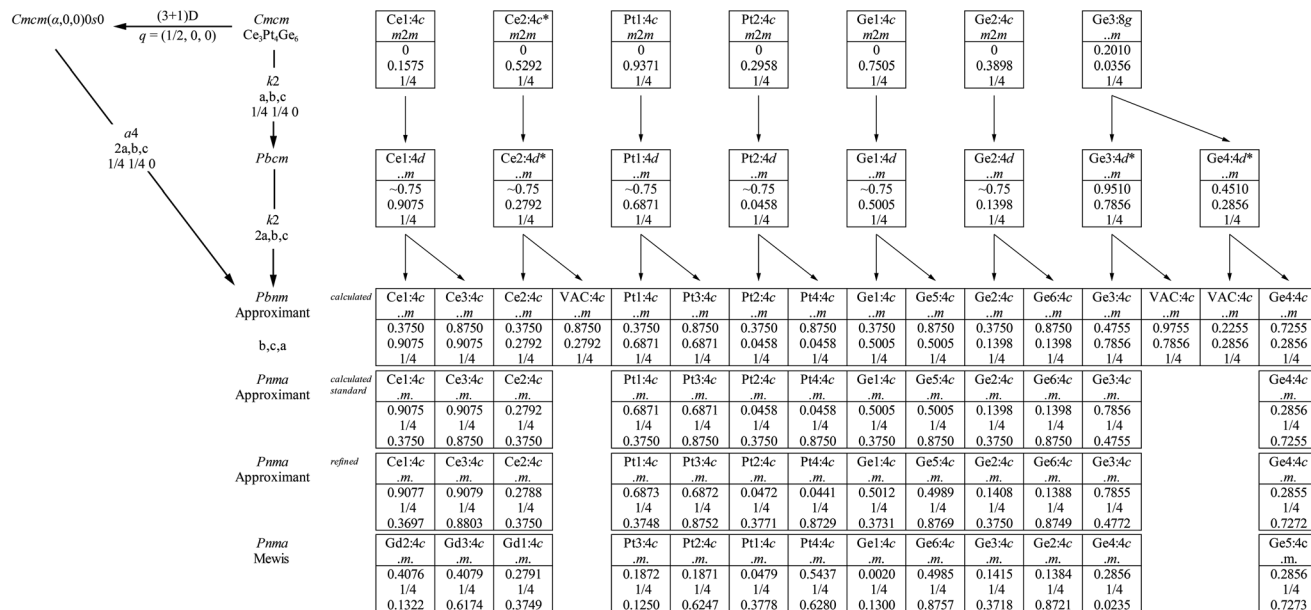 Cmcm(α,0,0)0s0 (3+1)D Cmcm
q = (1/2, 0, 0) Ce3Pt4Ge6
Ce1:4c Ce2:4c* Pt1:4c Pt2:4c Ge1:4c Ge2:4c Ge3:8g
m2m m2m m2m m2m m2m m2m ..m
0 0 0 0 0 0 0.2010
0.1575 0.5292 0.9371 0.2958 0.7505 0.3898 0.0356
1/4 1/4 1/4 1/4 1/4 1/4 1/4
k2
a,b,c
1/4 1/4 0
a4
2a,b,c
1/4 1/4 0
Pbcm
Ce1:4d Ce2:4d* Pt1:4d Pt2:4d Ge1:4d Ge2:4d Ge3:4d* Ge4:4d*
..m ..m ..m ..m ..m ..m ..m ..m
~0.75 ~0.75 ~0.75 ~0.75 ~0.75 ~0.75 0.9510 0.4510
0.9075 0.2792 0.6871 0.0458 0.5005 0.1398 0.7856 0.2856
1/4 1/4 1/4 1/4 1/4 1/4 1/4 1/4
k2
2a,b,c
Pbnm calculated Ce1:4c Ce3:4c Ce2:4c VAC:4c Pt1:4c Pt3:4c Pt2:4c Pt4:4c Ge1:4c Ge5:4c Ge2:4c Ge6:4c Ge3:4c VAC:4c VAC:4c Ge4:4c
Approximant ..m ..m ..m ..m ..m ..m ..m ..m ..m ..m ..m ..m ..m ..m ..m ..m
0.3750 0.8750 0.3750 0.8750 0.3750 0.8750 0.3750 0.8750 0.3750 0.8750 0.3750 0.8750 0.4755 0.9755 0.2255 0.7255
b,c,a 0.9075 0.9075 0.2792 0.2792 0.6871 0.6871 0.0458 0.0458 0.5005 0.5005 0.1398 0.1398 0.7856 0.7856 0.2856 0.2856
1/4 1/4 1/4 1/4 1/4 1/4 1/4 1/4 1/4 1/4 1/4 1/4 1/4 1/4 1/4 1/4
Pnma calculated Ce1:4c Ce3:4c Ce2:4c Pt1:4c Pt3:4c Pt2:4c Pt4:4c Ge1:4c Ge5:4c Ge2:4c Ge6:4c Ge3:4c Ge4:4c
Approximant standard .m. .m. .m. .m. .m. .m. .m. .m. .m. .m. .m. .m. .m.
0.9075 0.9075 0.2792 0.6871 0.6871 0.0458 0.0458 0.5005 0.5005 0.1398 0.1398 0.7856 0.2856
1/4 1/4 1/4 1/4 1/4 1/4 1/4 1/4 1/4 1/4 1/4 1/4 1/4
0.3750 0.8750 0.3750 0.3750 0.8750 0.3750 0.8750 0.3750 0.8750 0.3750 0.8750 0.4755 0.7255
Pnma refined Ce1:4c Ce3:4c Ce2:4c Pt1:4c Pt3:4c Pt2:4c Pt4:4c Ge1:4c Ge5:4c Ge2:4c Ge6:4c Ge3:4c Ge4:4c
Approximant .m. .m. .m. .m. .m. .m. .m. .m. .m. .m. .m. .m. .m.
0.9077 0.9079 0.2788 0.6873 0.6872 0.0472 0.0441 0.5012 0.4989 0.1408 0.1388 0.7855 0.2855
1/4 1/4 1/4 1/4 1/4 1/4 1/4 1/4 1/4 1/4 1/4 1/4 1/4
0.3697 0.8803 0.3750 0.3748 0.8752 0.3771 0.8729 0.3731 0.8769 0.3750 0.8749 0.4772 0.7272
Pnma Gd2:4c Gd3:4c Gd1:4c Pt3:4c Pt2:4c Pt1:4c Pt4:4c Ge1:4c Ge6:4c Ge3:4c Ge2:4c Ge4:4c Ge5:4c
Mewis .m. .m. .m. .m. .m. .m. .m. .m. .m. .m. .m. .m. .m.
0.4076 0.4079 0.2791 0.1872 0.1871 0.0479 0.5437 0.0020 0.4985 0.1415 0.1384 0.2856 0.2856
1/4 1/4 1/4 1/4 1/4 1/4 1/4 1/4 1/4 1/4 1/4 1/4 1/4
0.1322 0.6174 0.3749 0.1250 0.6247 0.3778 0.6280 0.1300 0.8757 0.3718 0.8721 0.0235 0.7273